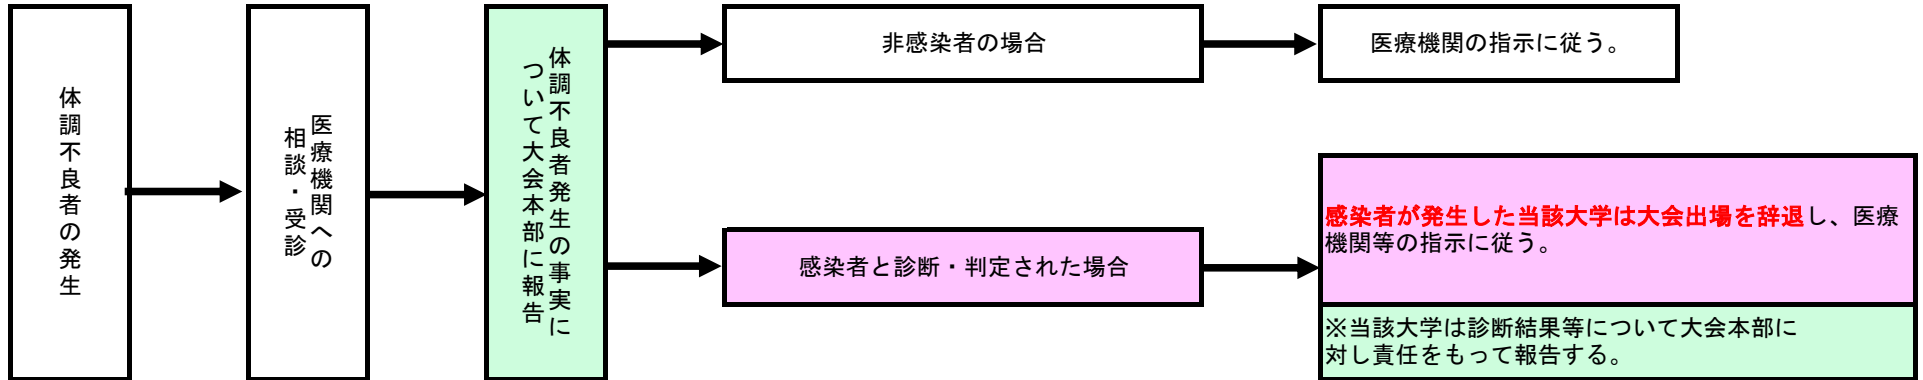 体調不良者の発生
医療機関への
相談・受診
体調不良者発生の事実に
ついて大会本部に報告
非感染者の場合
医療機関の指示に従う。
感染者と診断・判定された場合
感染者が発生した当該大学は大会出場を辞退し、医療
機関等の指示に従う。
※当該大学は診断結果等について大会本部に
対し責任をもって報告する。